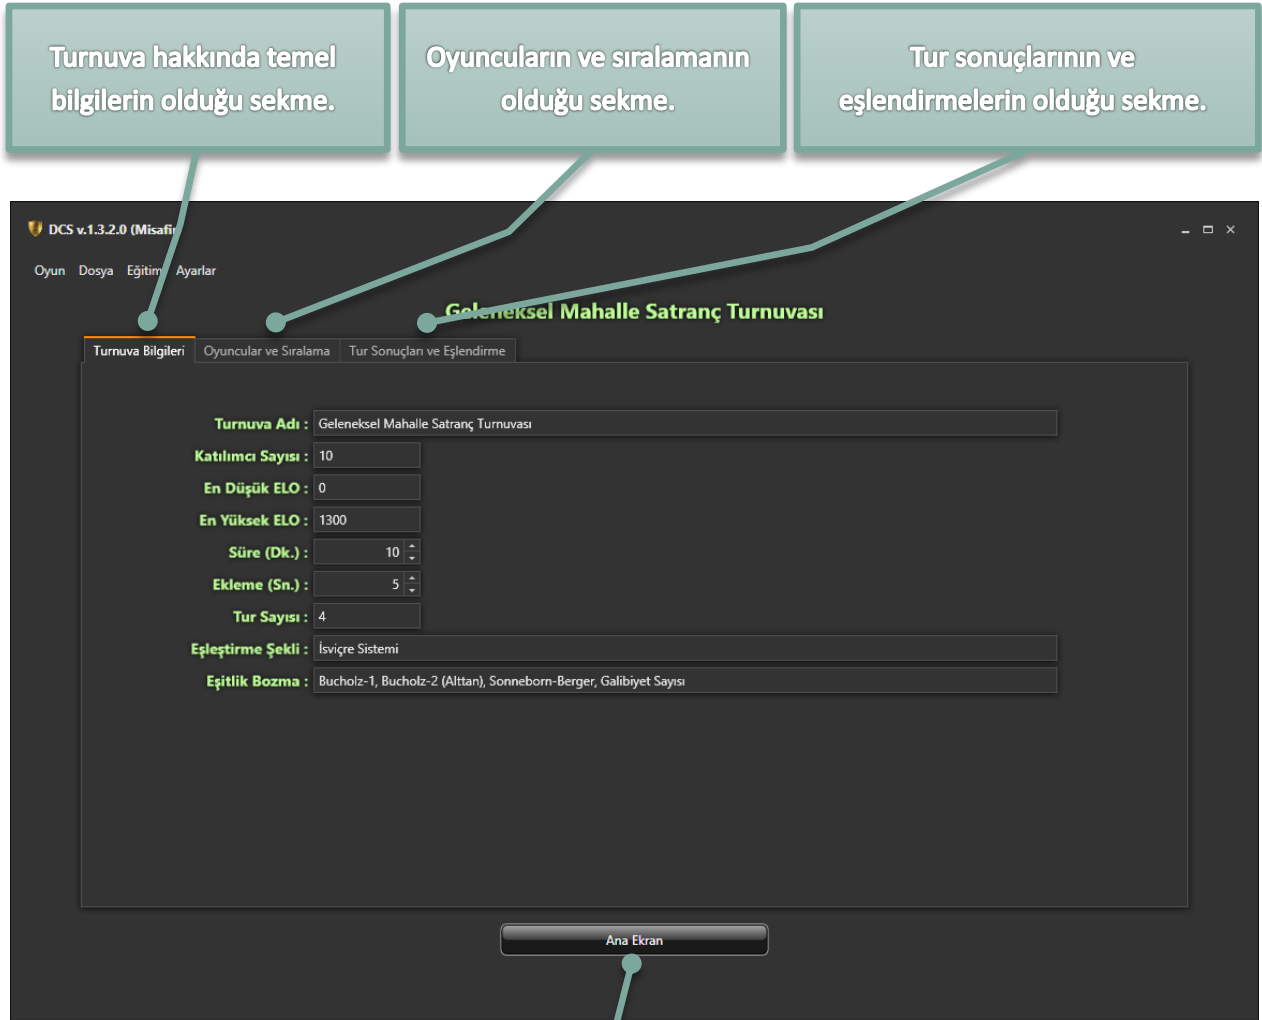 Turnuva hakkında temel
bilgilerin olduğu sekme.
Oyuncuların ve sıralamanın
olduğu sekme.
Tur sonuçlarının ve
eşlendirmelerin olduğu sekme.
DCS v.1.3.2.0 (Misafir
Oyun Dosya Eğitim Ayarlar
Geleneksel Mahalle Satranç Turnuvası
Turnuva Bilgileri Oyuncular ve Sıralama Tur Sonuçları ve Eşlendirme
Turnuva Adı : Geleneksel Mahalle Satranç Turnuvası
Katılımcı Sayısı : 10
En Düşük ELO : 0
En Yüksek ELO : 1300
Süre (Dk.) : 10
Ekleme (Sn.) : 5
Tur Sayısı : 4
Eşleştirme Şekli : İsviçre Sistemi
Eşitlik Bozma : Bucholz-1, Bucholz-2 (Alttan), Sonneborn-Berger, Galibiyet Sayısı
Ana Ekran